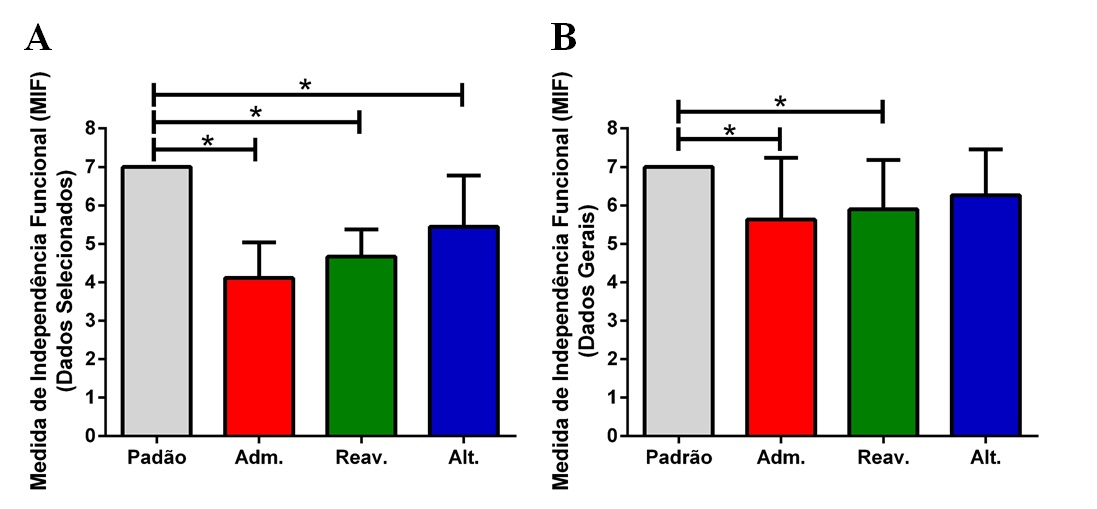 A
Medida de Independência Funcional (MIF)
(Dados Selecionados)
*
*
*
8
7
6
5
4
3
2
1
0
Padão Adm. Reav. Alt.
B
Medida de Independência Funcional (MIF)
(Dados Gerais)
*
*
8
7
6
5
4
3
2
1
0
Padrão Adm. Reav. Alt.